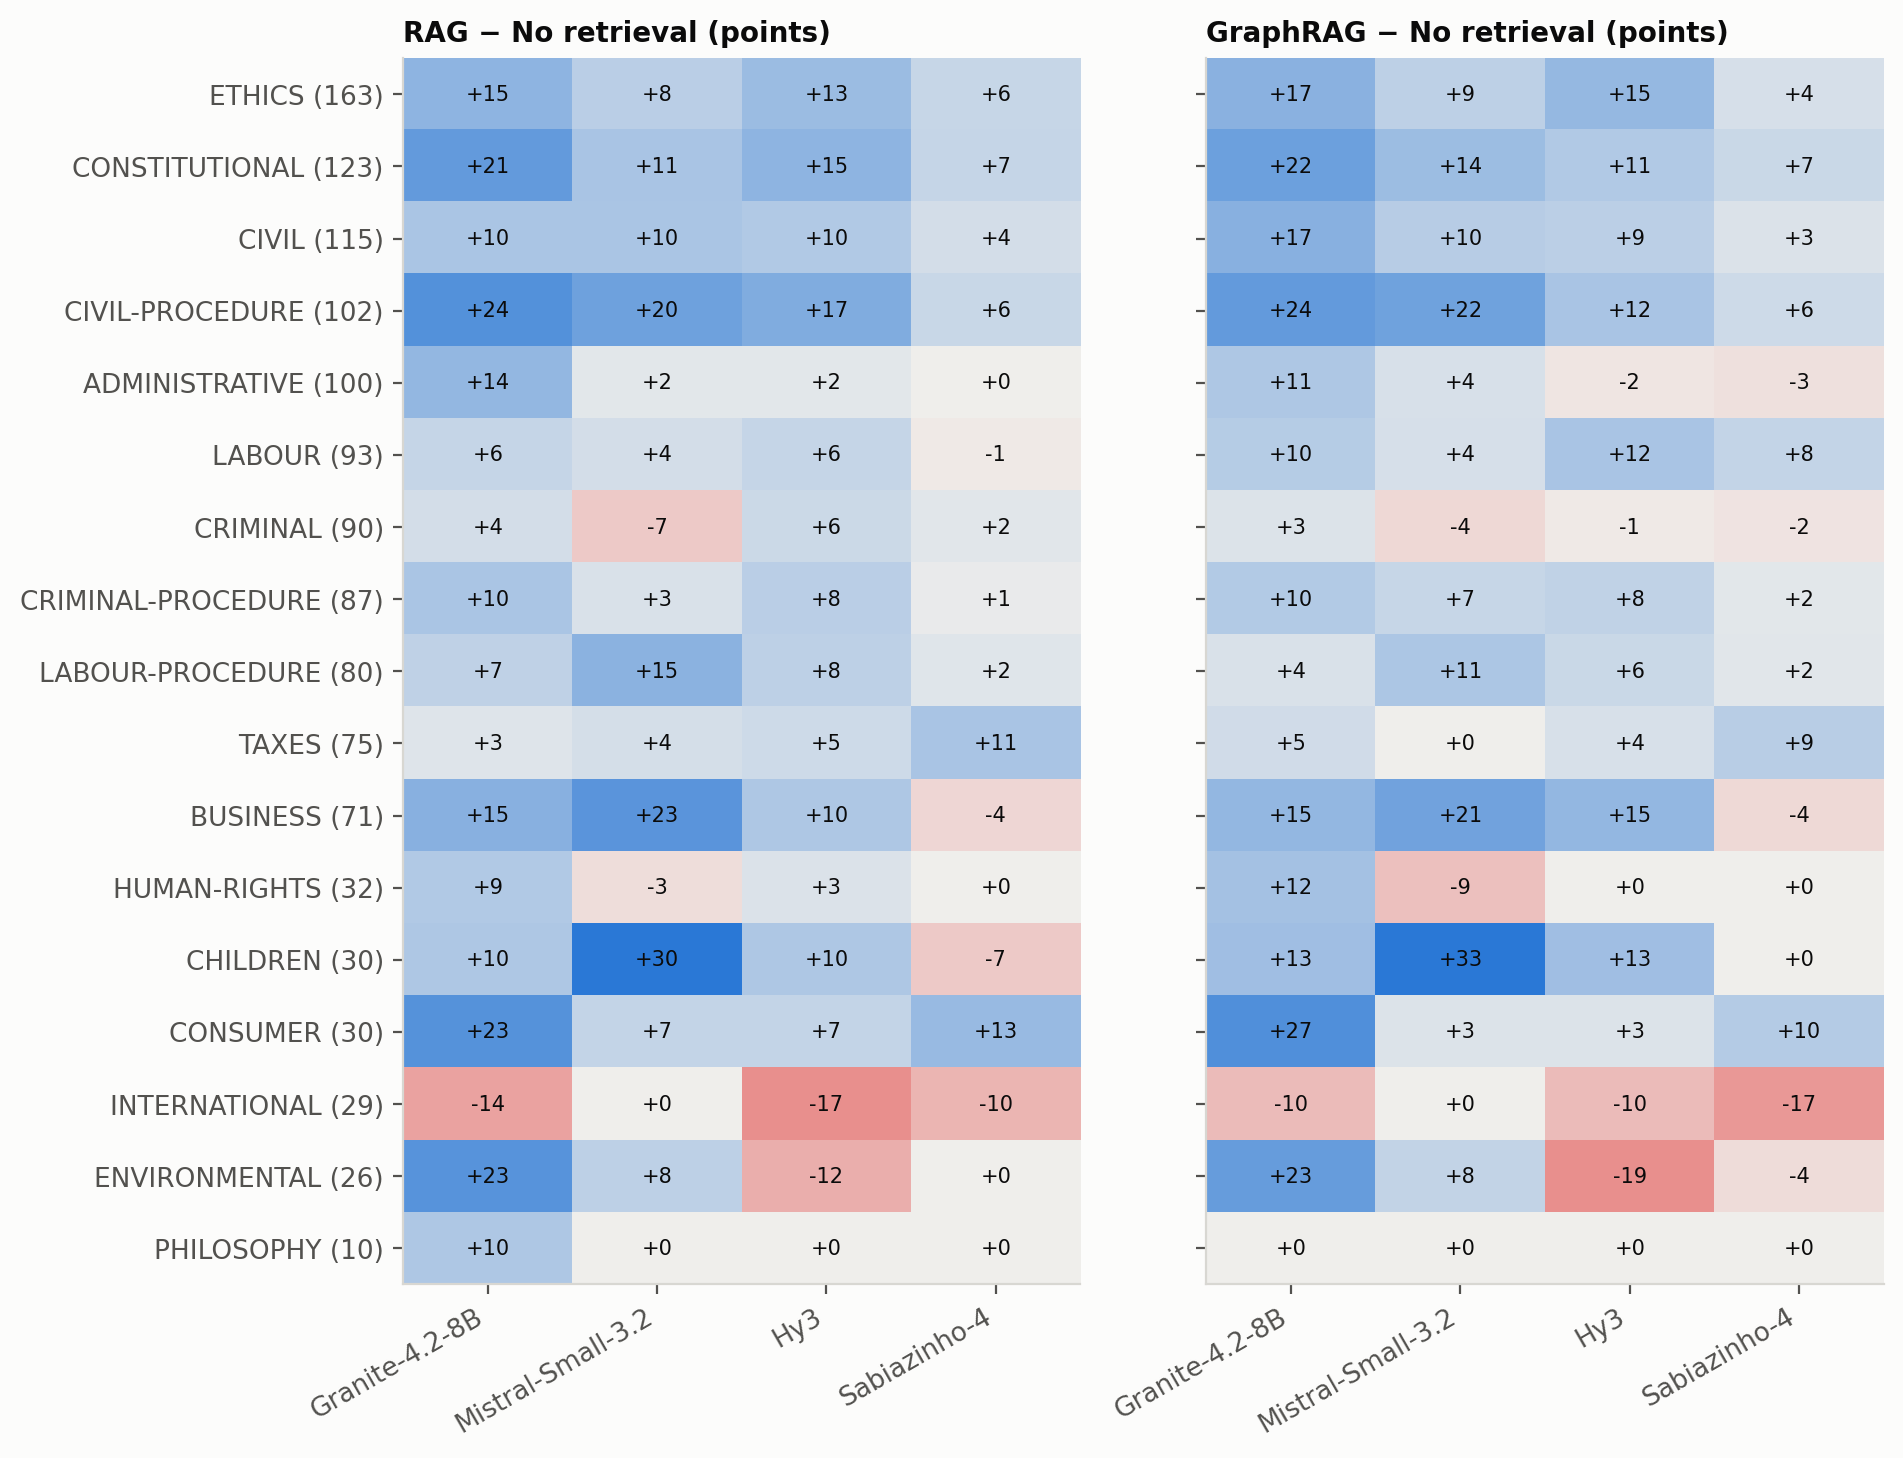 RAG − No retrieval (points) GraphRAG − No retrieval (points)
ETHICS (163) +15 +8 +13 +6 +17 +9 +15 +4
CONSTITUTIONAL (123) +21 +11 +15 +7 +22 +14 +11 +7
CIVIL (115) +10 +10 +10 +4 +17 +10 +9 +3
CIVIL-PROCEDURE (102) +24 +20 +17 +6 +24 +22 +12 +6
ADMINISTRATIVE (100) +14 +2 +2 +0 +11 +4 -2 -3
LABOUR (93) +6 +4 +6 -1 +10 +4 +12 +8
CRIMINAL (90) +4 -7 +6 +2 +3 -4 -1 -2
CRIMINAL-PROCEDURE (87) +10 +3 +8 +1 +10 +7 +8 +2
LABOUR-PROCEDURE (80) +7 +15 +8 +2 +4 +11 +6 +2
TAXES (75) +3 +4 +5 +11 +5 +0 +4 +9
BUSINESS (71) +15 +23 +10 -4 +15 +21 +15 -4
HUMAN-RIGHTS (32) +9 -3 +3 +0 +12 -9 +0 +0
CHILDREN (30) +10 +30 +10 -7 +13 +33 +13 +0
CONSUMER (30) +23 +7 +7 +13 +27 +3 +3 +10
INTERNATIONAL (29) -14 +0 -17 -10 -10 +0 -10 -17
ENVIRONMENTAL (26) +23 +8 -12 +0 +23 +8 -19 -4
PHILOSOPHY (10) +10 +0 +0 +0 +0 +0 +0 +0
Granite-4.2-8B Mistral-Small-3.2 Hy3 Sabiazinho-4 Granite-4.2-8B Mistral-Small-3.2 Hy3 Sabiazinho-4